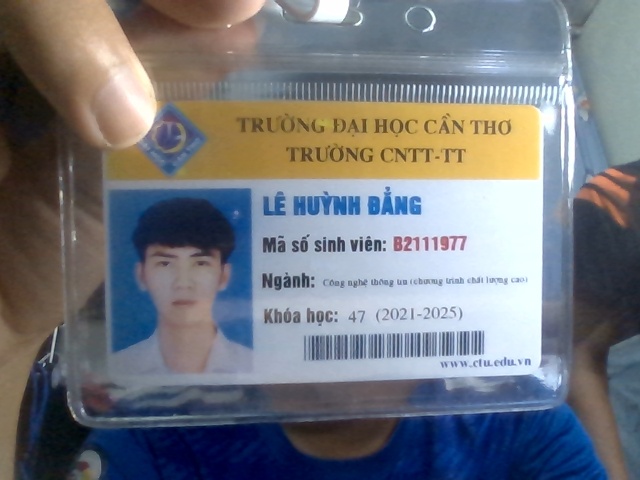 TRƯỜNG ĐẠI HỌC CẦN THƠ
TRƯỜNG CNTT-TT
LÊ HUỲNH ĐẲNG
Mã số sinh viên: B2111977
Ngành: Công nghệ thông tin (chương trình chất lượng cao)
Khóa học: 47 (2021-2025)
www.ctu.edu.vn